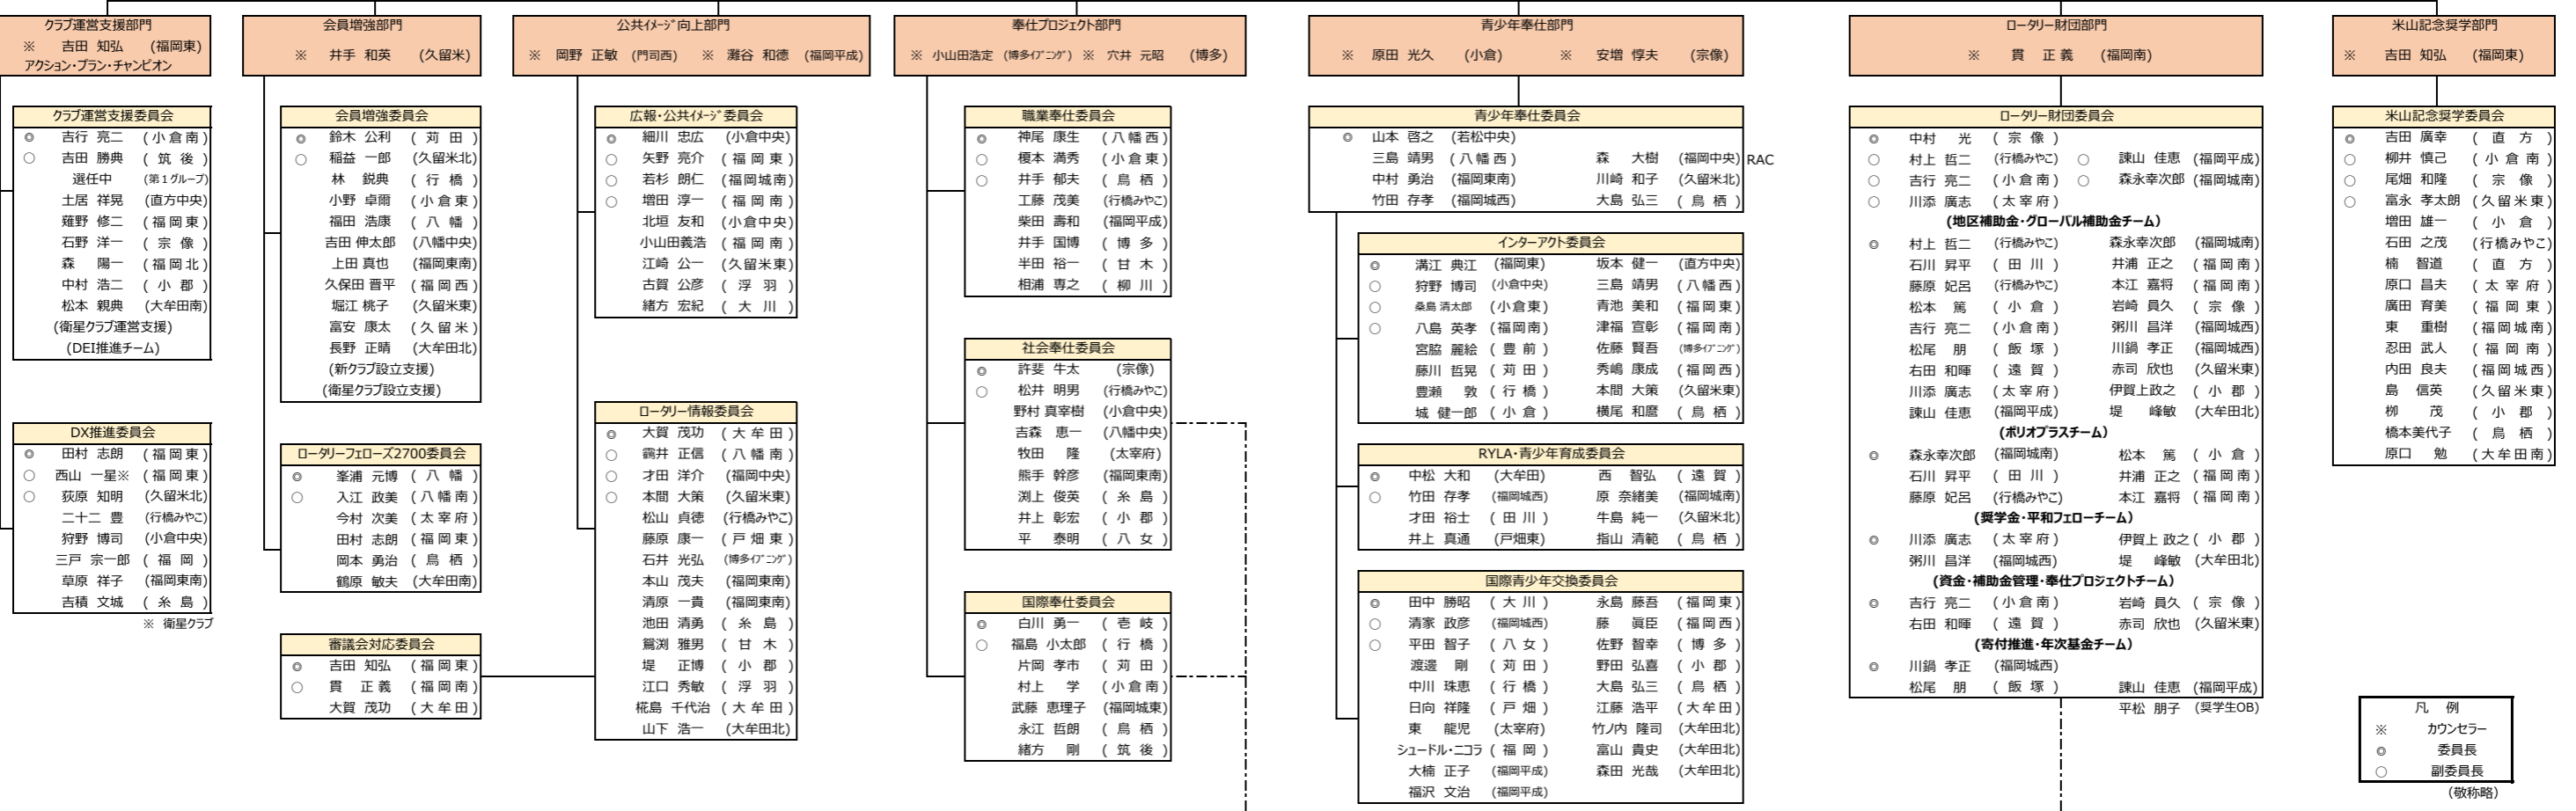 クラブ運営支援部門
※ 吉田 知弘 (福岡東)
アクション・プラン・チャンピオン
クラブ運営支援委員会
◎ 吉行 亮二 (小倉南)
○ 吉田 勝典 (筑後)
選任中 (第1グループ)
土居 祥晃 (直方中央)
薙野 修二 (福岡東)
石野 洋一 (宗像)
森 陽一 (福岡北)
中村 浩二 (小郡)
松本 親典 (大牟田南)
(衛星クラブ運営支援)
(DEI推進チーム)
DX推進委員会
◎ 田村 志朗 (福岡東)
○ 西山 一星※ (福岡東)
○ 荻原 知明 (久留米北)
二十二 豊 (行橋みやこ)
狩野 博司 (小倉中央)
三戸 宗一郎 (福岡)
草原 祥子 (福岡東南)
吉積 文城 (糸島)
※ 衛星クラブ
会員増強部門
※ 井手 和英 (久留米)
会員増強委員会
◎ 鈴木 公利 (苅田)
○ 稲益 一郎 (久留米北)
林 鋭典 (行橋)
小野 卓爾 (小倉東)
福田 浩康 (八幡)
吉田 伸太郎 (八幡中央)
上田 真也 (福岡東南)
久保田 晋平 (福岡西)
堀江 桃子 (久留米東)
富安 康太 (久留米)
長野 正晴 (大牟田北)
(新クラブ設立支援)
(衛星クラブ設立支援)
ロータリーフェローズ2700委員会
◎ 峯浦 元博 (八幡)
○ 入江 政美 (八幡南)
今村 次美 (太宰府)
田村 志朗 (福岡東)
岡本 勇治 (鳥栖)
鶴原 敏夫 (大牟田南)
審議会対応委員会
◎ 吉田 知弘 (福岡東)
○ 貫 正義 (福岡南)
大賀 茂功 (大牟田)
公共イメージ向上部門
※ 岡野 正敏 (門司西) ※ 灘谷 和德 (福岡平成)
広報・公共イメージ委員会
◎ 細川 忠広 (小倉中央)
○ 矢野 亮介 (福岡東)
○ 若杉 朗仁 (福岡城南)
○ 増田 淳一 (福岡南)
北垣 友和 (小倉中央)
小山田義浩 (福岡南)
江崎 公一 (久留米東)
古賀 公彦 (浮羽)
緒方 宏紀 (大川)
ロータリー情報委員会
◎ 大賀 茂功 (大牟田)
○ 靏井 正信 (八幡南)
○ 才田 洋介 (福岡中央)
○ 本間 大策 (久留米東)
松山 貞徳 (行橋みやこ)
藤原 康一 (戸畑東)
石井 光弘 (博多イブニング)
本山 茂夫 (福岡東南)
清原 一貴 (福岡東南)
池田 清勇 (糸島)
鴛渕 雅男 (甘木)
堤 正博 (小郡)
江口 秀敏 (浮羽)
椛島 千代治 (大牟田)
山下 浩一 (大牟田北)
奉仕プロジェクト部門
※ 小山田浩定 (博多イブニング) ※ 穴井 元昭 (博多)
職業奉仕委員会
◎ 神尾 康生 (八幡西)
○ 榎本 満秀 (小倉東)
○ 井手 郁夫 (鳥栖)
工藤 茂美 (行橋みやこ)
柴田 壽和 (福岡平成)
井手 国博 (博多)
半田 裕一 (甘木)
相浦 専之 (柳川)
社会奉仕委員会
◎ 許斐 牛太 (宗像)
○ 松井 明男 (行橋みやこ)
野村 真宰樹 (小倉中央)
吉森 恵一 (八幡中央)
牧田 隆 (太宰府)
熊手 幹彦 (福岡東南)
渕上 俊英 (糸島)
井上 彰宏 (小郡)
平 泰明 (八女)
国際奉仕委員会
◎ 白川 勇一 (壱岐)
○ 福島 小太郎 (行橋)
片岡 孝市 (苅田)
村上 学 (小倉南)
武藤 恵理子 (福岡城東)
永江 哲朗 (鳥栖)
緒方 剛 (筑後)
青少年奉仕部門
※ 原田 光久 (小倉) ※ 安増 惇夫 (宗像)
青少年奉仕委員会
◎ 山本 啓之 (若松中央)
三島 靖男 (八幡西) 森 大樹 (福岡中央) RAC
中村 勇治 (福岡東南) 川崎 和子 (久留米北)
竹田 存孝 (福岡城西) 大島 弘三 (鳥栖)
インターアクト委員会
◎ 溝江 典江 (福岡東) 坂本 健一 (直方中央)
○ 狩野 博司 (小倉中央) 三島 靖男 (八幡西)
○ 桑島 清太郎 (小倉東) 青池 美和 (福岡東)
○ 八島 英孝 (福岡南) 津福 宣彰 (福岡南)
宮脇 麗絵 (豊前) 佐藤 賢吾 (博多イブニング)
藤川 哲晃 (苅田) 秀嶋 康成 (福岡西)
豊瀬 敦 (行橋) 本間 大策 (久留米東)
城 健一郎 (小倉) 横尾 和麿 (鳥栖)
RYLA・青少年育成委員会
◎ 中松 大和 (大牟田) 西 智弘 (遠賀)
○ 竹田 存孝 (福岡城西) 原 奈緒美 (福岡城南)
才田 裕士 (田川) 牛島 純一 (久留米北)
井上 真通 (戸畑東) 指山 清範 (鳥栖)
国際青少年交換委員会
◎ 田中 勝昭 (大川) 永島 藤吾 (福岡東)
○ 清家 政彦 (福岡城西) 藤 眞臣 (福岡西)
○ 平田 智子 (八女) 佐野 智幸 (博多)
渡邊 剛 (苅田) 野田 弘喜 (小郡)
中川 珠恵 (行橋) 大島 弘三 (鳥栖)
日向 祥隆 (戸畑) 江藤 浩平 (大牟田)
東 龍児 (太宰府) 竹ノ内 隆司 (大牟田北)
シュードル・ニコラ (福岡) 富山 貴史 (大牟田北)
大楠 正子 (福岡平成) 森田 光哉 (大牟田北)
福沢 文治 (福岡平成)
ロータリー財団部門
※ 貫 正義 (福岡南)
ロータリー財団委員会
◎ 中村 光 (宗像)
○ 村上 哲二 (行橋みやこ) ○ 諌山 佳恵 (福岡平成)
○ 吉行 亮二 (小倉南) ○ 森永幸次郎 (福岡城南)
○ 川添 廣志 (太宰府)
(地区補助金・グローバル補助金チーム)
◎ 村上 哲二 (行橋みやこ) 森永幸次郎 (福岡城南)
石川 昇平 (田川) 井浦 正之 (福岡南)
藤原 妃呂 (行橋みやこ) 本江 嘉将 (福岡南)
松本 篤 (小倉) 岩崎 員久 (宗像)
吉行 亮二 (小倉南) 粥川 昌洋 (福岡城西)
松尾 朋 (飯塚) 川鍋 孝正 (福岡城西)
右田 和暉 (遠賀) 赤司 欣也 (久留米東)
川添 廣志 (太宰府) 伊賀上政之 (小郡)
諌山 佳恵 (福岡平成) 堤 峰敏 (大牟田北)
(ポリオプラスチーム)
◎ 森永幸次郎 (福岡城南) 松本 篤 (小倉)
石川 昇平 (田川) 井浦 正之 (福岡南)
藤原 妃呂 (行橋みやこ) 本江 嘉将 (福岡南)
(奨学金・平和フェローチーム)
◎ 川添 廣志 (太宰府) 伊賀上 政之 (小郡)
粥川 昌洋 (福岡城西) 堤 峰敏 (大牟田北)
(資金・補助金管理・奉仕プロジェクトチーム)
◎ 吉行 亮二 (小倉南) 岩崎 員久 (宗像)
右田 和暉 (遠賀) 赤司 欣也 (久留米東)
(寄付推進・年次基金チーム)
◎ 川鍋 孝正 (福岡城西)
松尾 朋 (飯塚) 諌山 佳恵 (福岡平成)
平松 朋子 (奨学生OB)
米山記念奨学部門
※ 吉田 知弘 (福岡東)
米山記念奨学委員会
◎ 吉田 廣幸 (直方)
○ 柳井 慎己 (小倉南)
○ 尾畑 和隆 (宗像)
○ 富永 孝太朗 (久留米東)
増田 雄一 (小倉)
石田 之茂 (行橋みやこ)
楠 智道 (直方)
原口 昌夫 (太宰府)
廣田 育美 (福岡東)
東 重樹 (福岡城南)
忍田 武人 (福岡南)
内田 良夫 (福岡西)
島 信英 (久留米東)
栁 茂 (小郡)
橋本美代子 (鳥栖)
原口 勉 (大牟田南)
凡 例
※ カウンセラー
◎ 委員長
○ 副委員長
(敬称略)